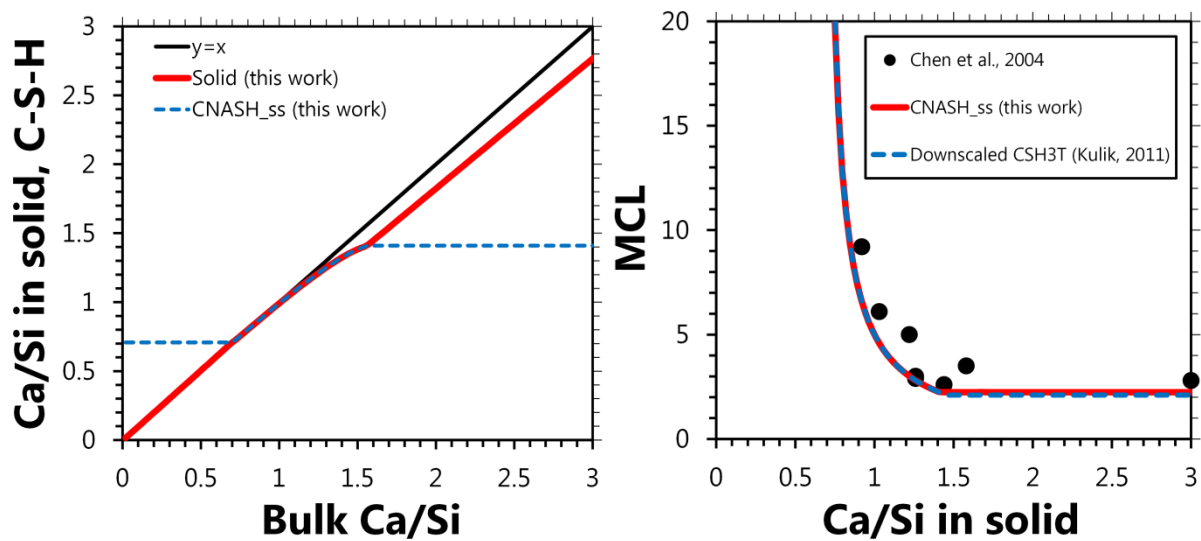 Ca/Si in solid, C-S-H
3
2.5
2
1.5
1
0.5
0
y=x
Solid (this work)
CNASH_ss (this work)
0 0.5 1 1.5 2 2.5 3
Bulk Ca/Si
MCL
20
15
10
5
0
Chen et al., 2004
CNASH_ss (this work)
Downscaled CSH3T (Kulik, 2011)
0 0.5 1 1.5 2 2.5 3
Ca/Si in solid